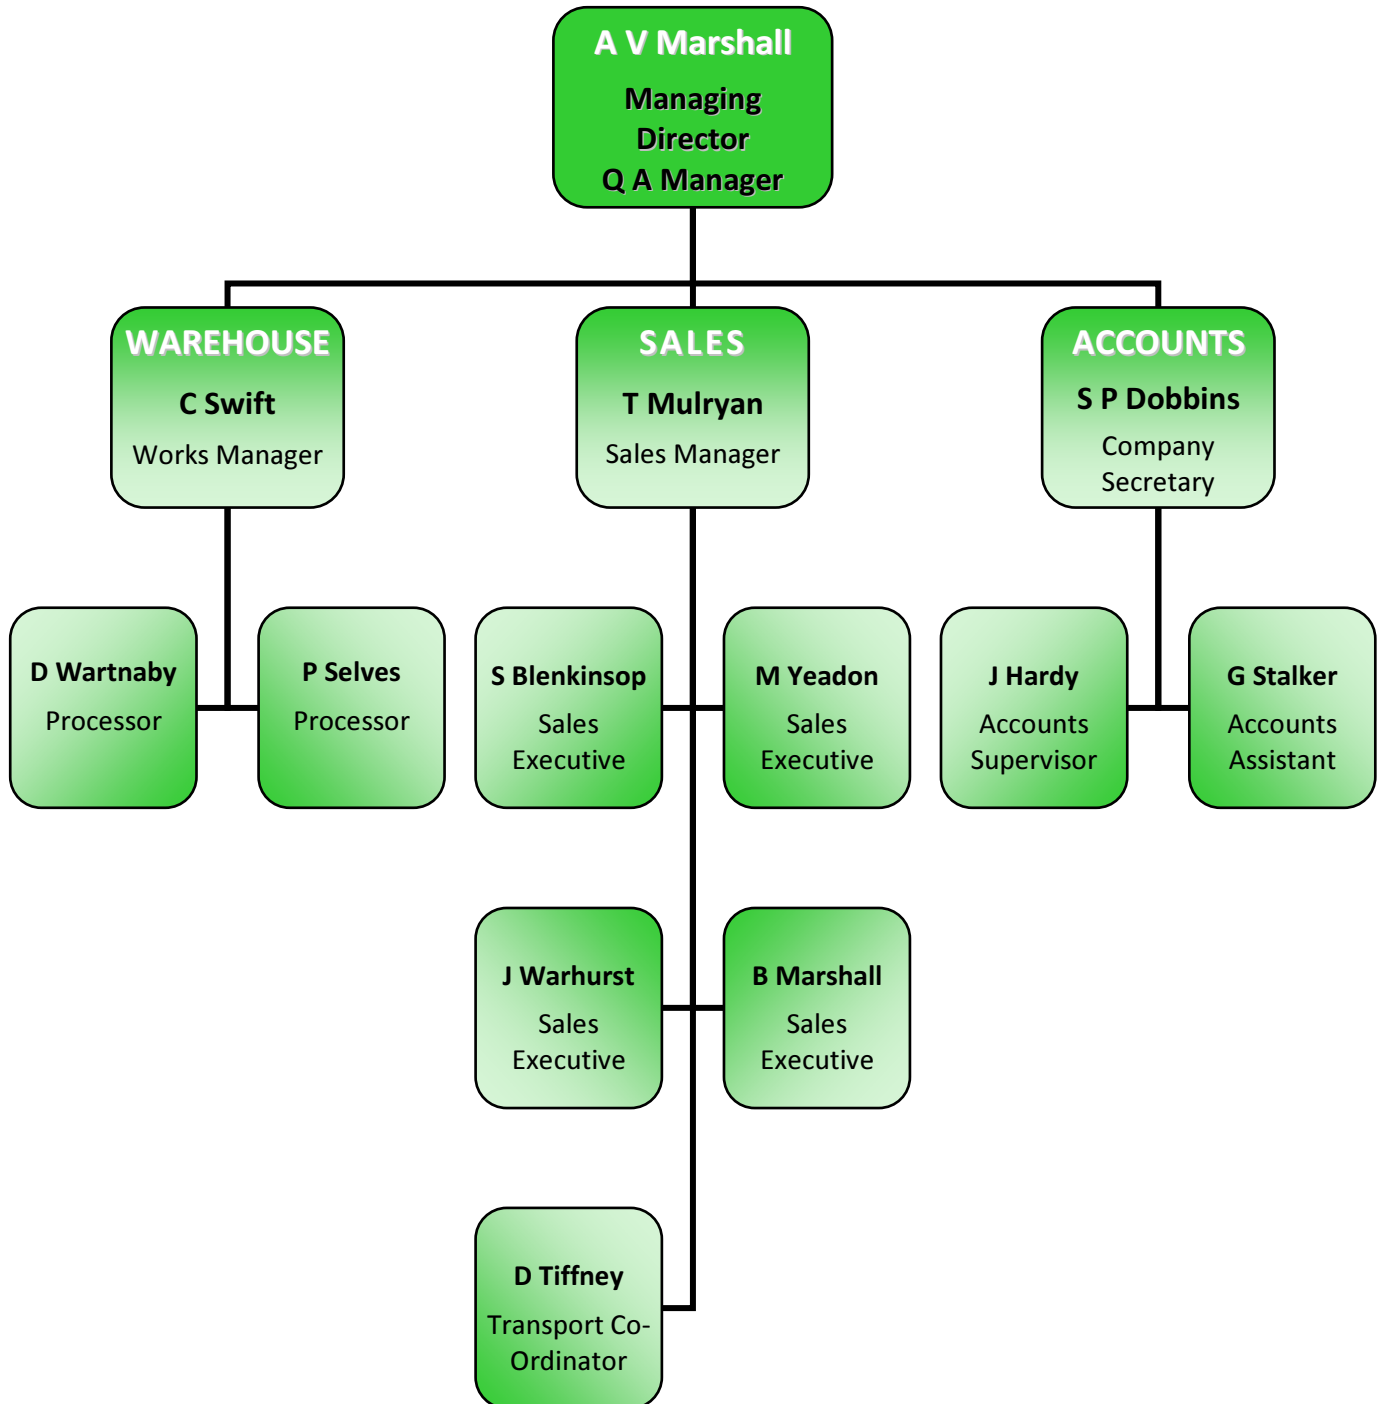 A V Marshall
Managing
Director
Q A Manager
WAREHOUSE
C Swift
Works Manager
SALES
T Mulryan
Sales Manager
ACCOUNTS
S P Dobbins
Company
Secretary
D Wartnaby
Processor
P Selves
Processor
S Blenkinsop
Sales
Executive
M Yeadon
Sales
Executive
J Hardy
Accounts
Supervisor
G Stalker
Accounts
Assistant
J Warhurst
Sales
Executive
B Marshall
Sales
Executive
D Tiffney
Transport Co-
Ordinator